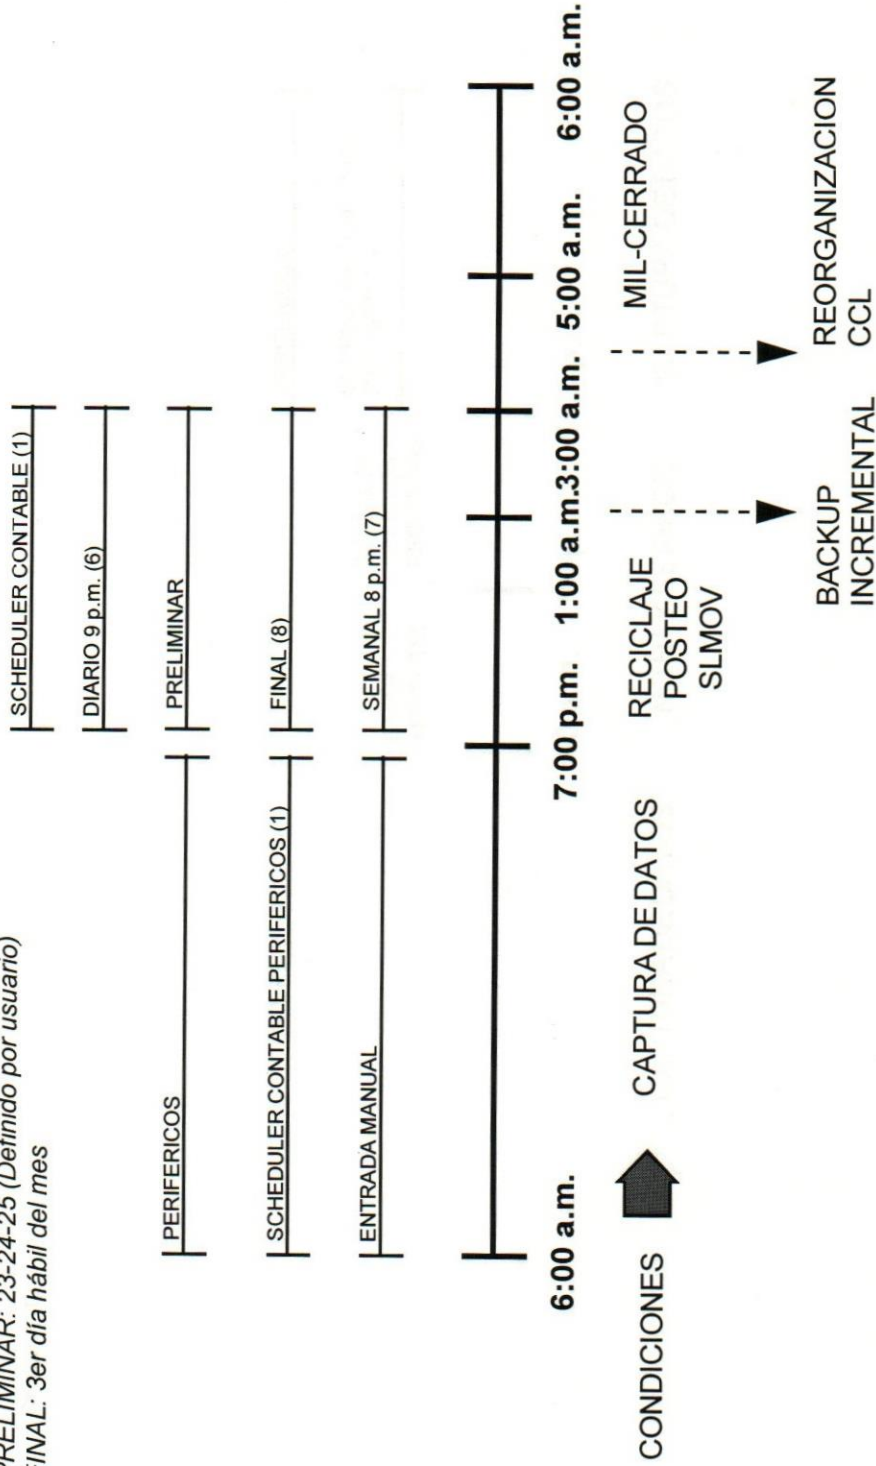 PRELIMINAR: 23-24-25 (Definido por usuario)
FINAL: 3er día hábil del mes
SCHEDULER CONTABLE (1)
DIARIO 9 p.m. (6)
PERIFERICOS
PRELIMINAR
SCHEDULER CONTABLE PERIFERICOS (1)
FINAL (8)
ENTRADA MANUAL
SEMANAL 8 p.m. (7)
6:00 a.m.
7:00 p.m.
1:00 a.m.
3:00 a.m.
5:00 a.m.
6:00 a.m.
CONDICIONES
CAPTURA DE DATOS
RECICLAJE
POSTEO
SLMOV
MIL-CERRADO
BACKUP
INCREMENTAL
REORGANIZACION
CCL